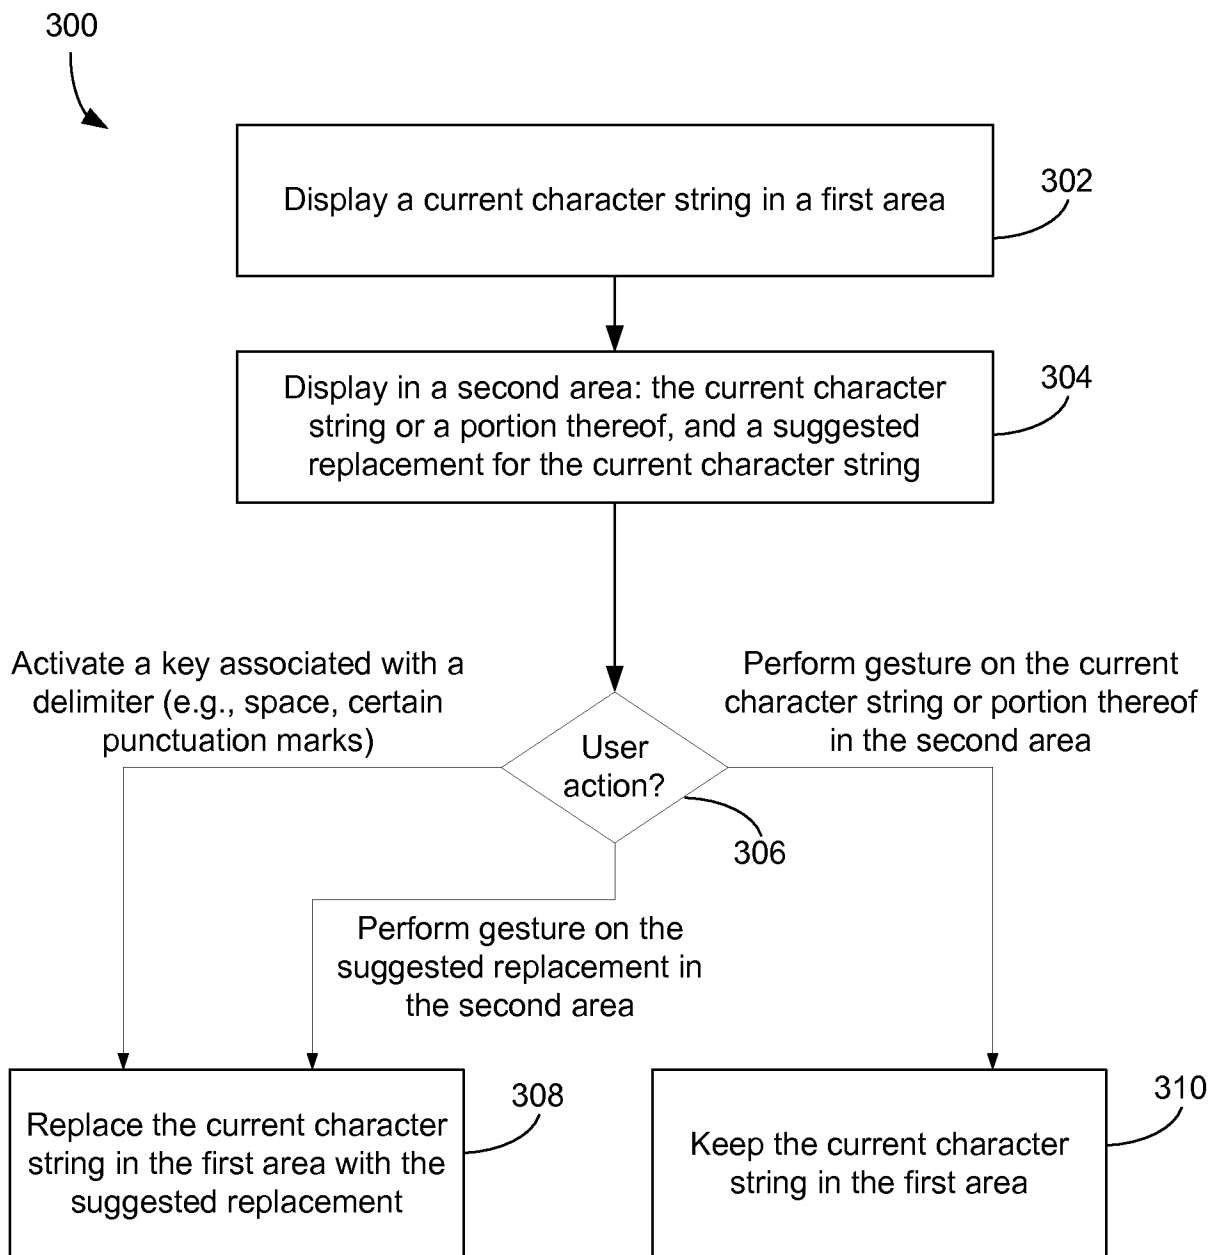 300
Display a current character string in a first area
302
Display in a second area: the current character
string or a portion thereof, and a suggested
replacement for the current character string
304
Activate a key associated with a
delimiter (e.g., space, certain
punctuation marks)
Perform gesture on the current
character string or portion thereof
in the second area
User
action?
306
Perform gesture on the
suggested replacement in
the second area
Replace the current character
string in the first area with the
suggested replacement
308
Keep the current character
string in the first area
310